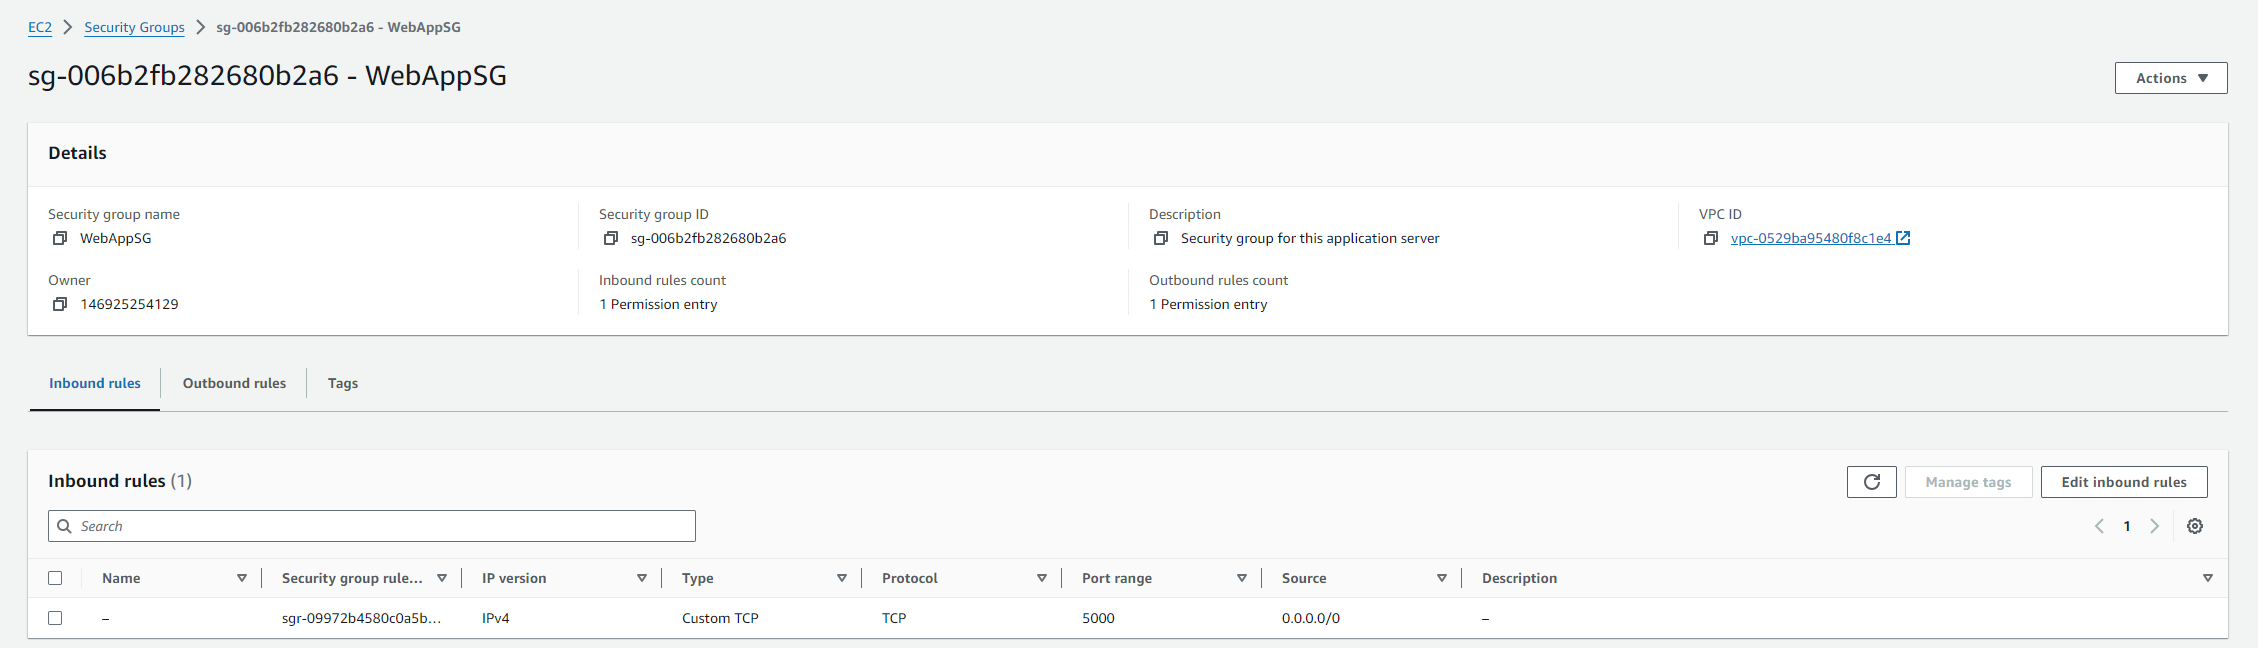 EC2 > Security Groups > sg-006b2fb282680b2a6 - WebAppSG
sg-006b2fb282680b2a6 - WebAppSG
Actions
Details
Security group name
WebAppSG
Security group ID
sg-006b2fb282680b2a6
Description
Security group for this application server
VPC ID
vpc-0529ba95480f8c1e4
Owner
146925254129
Inbound rules count
1 Permission entry
Outbound rules count
1 Permission entry
Inbound rules
Outbound rules
Tags
Inbound rules (1)
Manage tags
Edit inbound rules
Search
1
Name
Security group rule...
IP version
Type
Protocol
Port range
Source
Description
–
sgr-09972b4580c0a5b...
IPv4
Custom TCP
TCP
5000
0.0.0.0/0
–